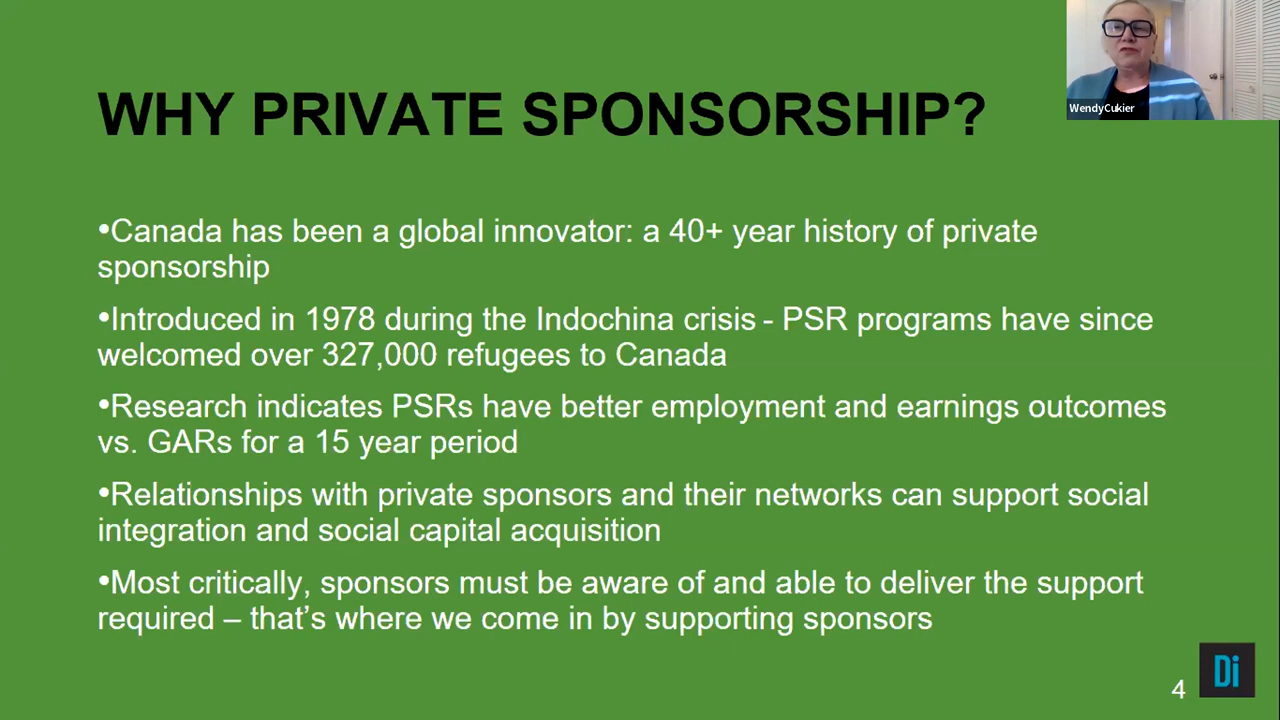 WendyCukier
WHY PRIVATE SPONSORSHIP?
•Canada has been a global innovator: a 40+ year history of private
sponsorship
•Introduced in 1978 during the Indochina crisis - PSR programs have since
welcomed over 327,000 refugees to Canada
•Research indicates PSRs have better employment and earnings outcomes
vs. GARs for a 15 year period
•Relationships with private sponsors and their networks can support social
integration and social capital acquisition
•Most critically, sponsors must be aware of and able to deliver the support
required – that’s where we come in by supporting sponsors
4
Di